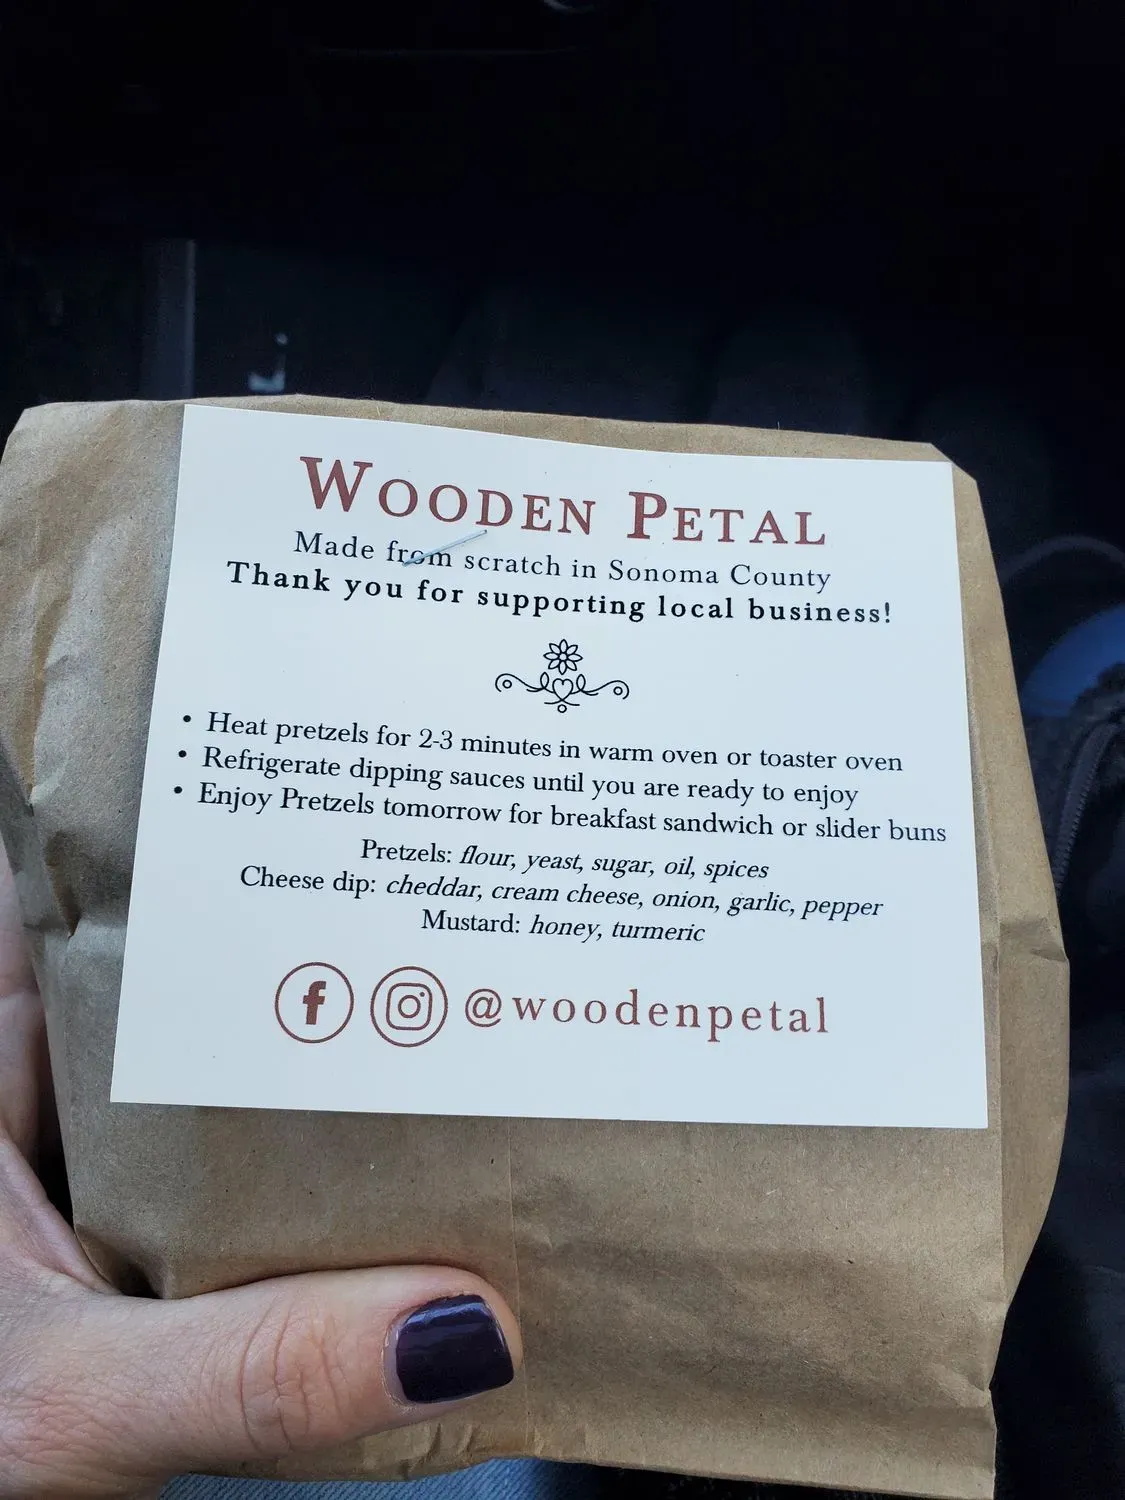 WOODEN PETAL
Made from scratch in Sonoma County
Thank you for supporting local business!
• Heat pretzels for 2-3 minutes in warm oven or toaster oven
• Refrigerate dipping sauces until you are ready to enjoy
• Enjoy Pretzels tomorrow for breakfast sandwich or slider buns
Pretzels: flour, yeast, sugar, oil, spices
Cheese dip: cheddar, cream cheese, onion, garlic, pepper
Mustard: honey, turmeric
@woodenpetal